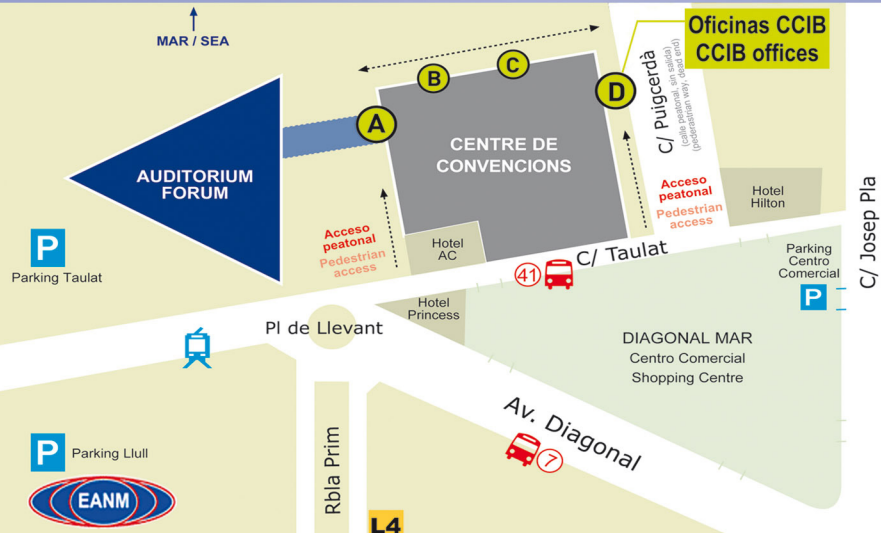 MAR / SEA
Oficinas CCIB
CCIB offices
B
C
D
A
C/ Puigcerdà
(calle peatonal, sin salida)
(pederastrian way, dead end)
CENTRE DE
CONVENCIONS
AUDITORIUM
FORUM
Acceso
peatonal
Pedestrian
access
Hotel
Hilton
C/ Josep Pla
P
Parking Taulat
Acceso
peatonal
Pedestrian
access
Hotel
AC
C/ Taulat
41
Parking
Centro
Comercial
P
Hotel
Princess
Pl de Llevant
DIAGONAL MAR
Centro Comercial
Shopping Centre
Av. Diagonal
7
P
Parking Llull
Rbla Prim
EANM
L4